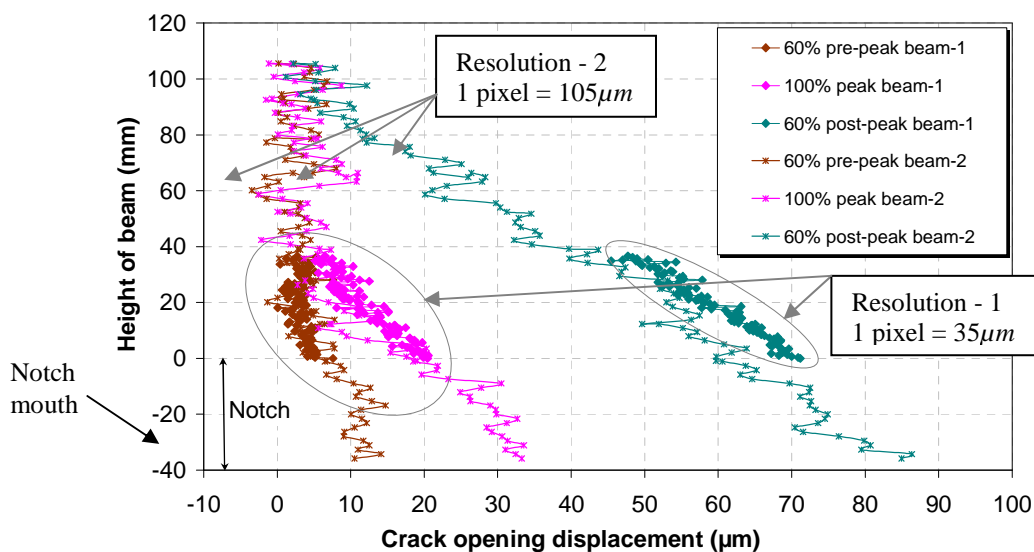 120
100
80
60
40
20
0
-20
-40
Height of beam (mm)
Resolution - 2
1 pixel = 105μm
60% pre-peak beam-1
100% peak beam-1
60% post-peak beam-1
60% pre-peak beam-2
100% peak beam-2
60% post-peak beam-2
Resolution - 1
1 pixel = 35μm
Notch
mouth
Notch
-10 0 10 20 30 40 50 60 70 80 90 100
Crack opening displacement (μm)